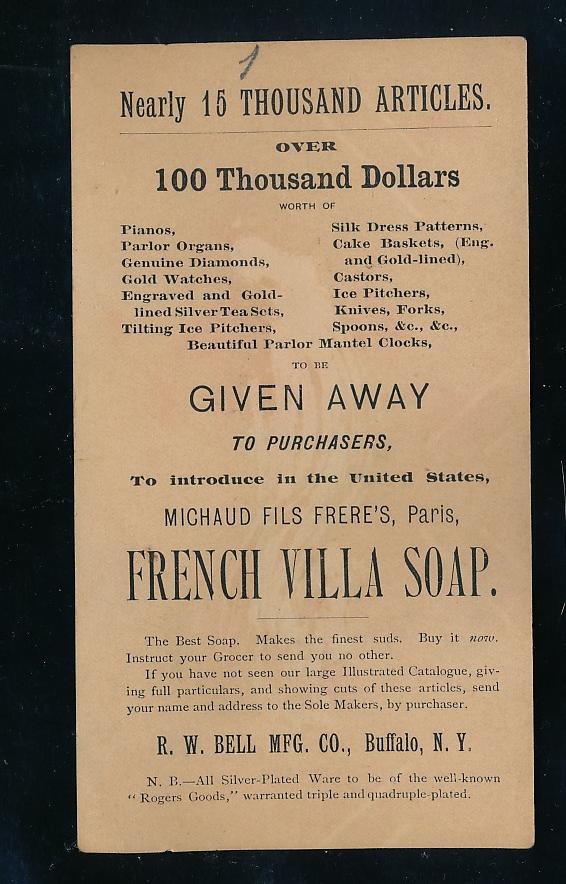 Nearly 15 THOUSAND ARTICLES.
OVER
100 Thousand Dollars
WORTH OF
Pianos,
Parlor Organs,
Genuine Diamonds,
Gold Watches,
Engraved and Gold-
lined Silver Tea Sets,
Tilting Ice Pitchers,
Silk Dress Patterns,
Cake Baskets, (Eng.
and Gold-lined),
Castors,
Ice Pitchers,
Knives, Forks,
Spoons, &c., &c.,
Beautiful Parlor Mantel Clocks,
TO BE
GIVEN AWAY
TO PURCHASERS,
To introduce in the United States,
MICHAUD FILS FRERE'S, Paris,
FRENCH VILLA SOAP.
The Best Soap. Makes the finest suds. Buy it now.
Instruct your Grocer to send you no other.
If you have not seen our large Illustrated Catalogue, giv-
ing full particulars, and showing cuts of these articles, send
your name and address to the Sole Makers, by purchaser.
R. W. BELL MFG. CO., Buffalo, N. Y.
N. B.—All Silver-Plated Ware to be of the well-known
"Rogers Goods," warranted triple and quadruple-plated.